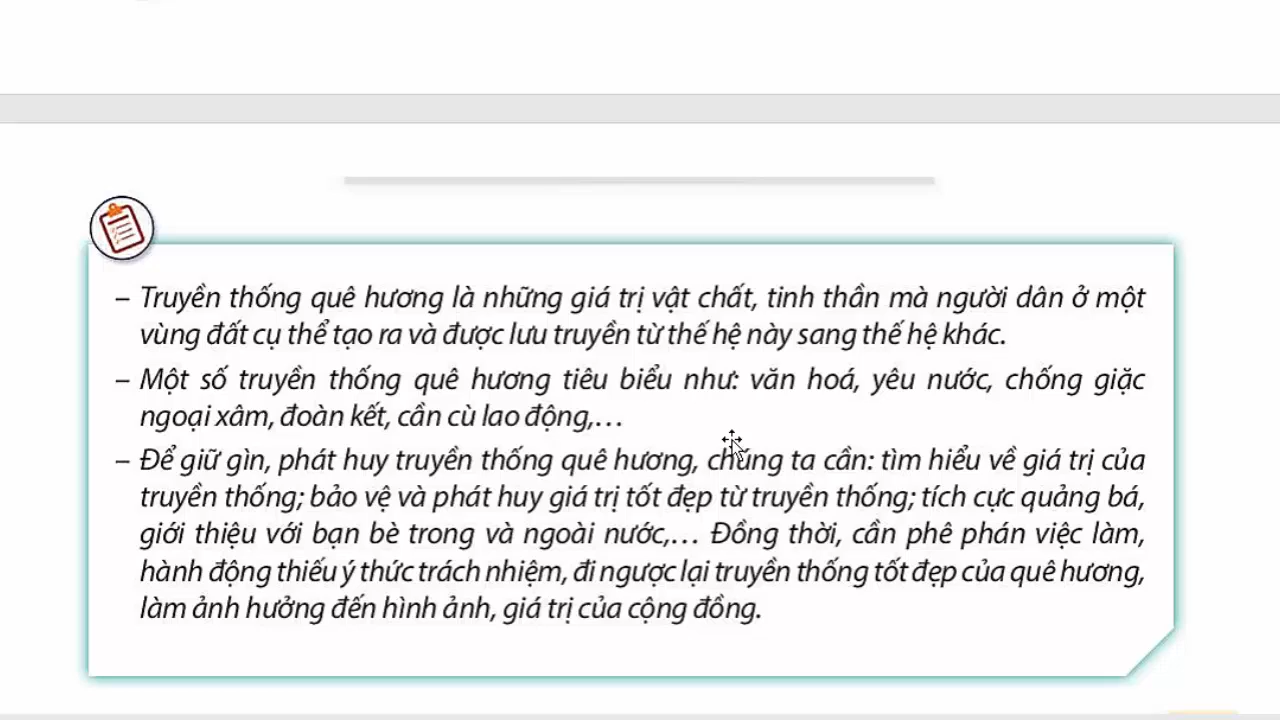 – Truyền thống quê hương là những giá trị vật chất, tinh thần mà người dân ở một
vùng đất cụ thể tạo ra và được lưu truyền từ thế hệ này sang thế hệ khác.
– Một số truyền thống quê hương tiêu biểu như: văn hoá, yêu nước, chống giặc
ngoại xâm, đoàn kết, cần cù lao động,…
– Để giữ gìn, phát huy truyền thống quê hương, chúng ta cần: tìm hiểu về giá trị của
truyền thống; bảo vệ và phát huy giá trị tốt đẹp từ truyền thống; tích cực quảng bá,
giới thiệu với bạn bè trong và ngoài nước,… Đồng thời, cần phê phán việc làm,
hành động thiếu ý thức trách nhiệm, đi ngược lại truyền thống tốt đẹp của quê hương,
làm ảnh hưởng đến hình ảnh, giá trị của cộng đồng.